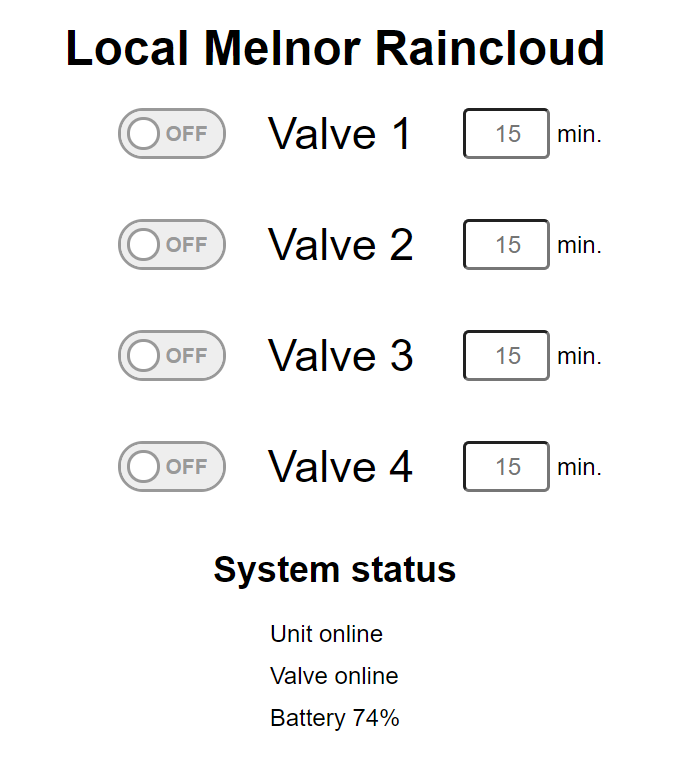 Local Melnor Raincloud
OFF Valve 1 15 min.
OFF Valve 2 15 min.
OFF Valve 3 15 min.
OFF Valve 4 15 min.
System status
Unit online
Valve online
Battery 74%